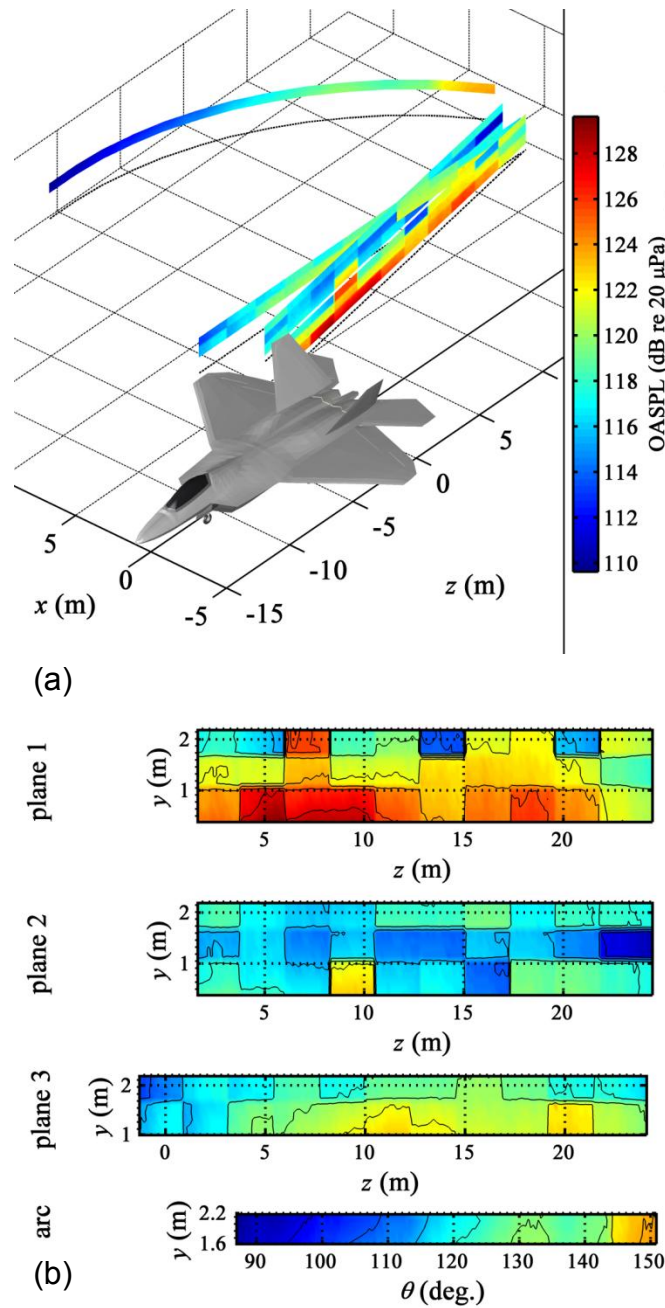 128
126
124
122
120
118
116
114
112
110
OASPL (dB re 20 μPa)
5
0
-5
x (m)
-15
-10
-5
0
5
z (m)
(a)
plane 1
y (m)
2
1
5
10
15
20
z (m)
plane 2
y (m)
2
1
5
10
15
20
z (m)
plane 3
y (m)
2
1
0
5
10
15
20
z (m)
arc
y (m)
2.2
1.6
90
100
110
120
130
140
150
θ (deg.)
(b)